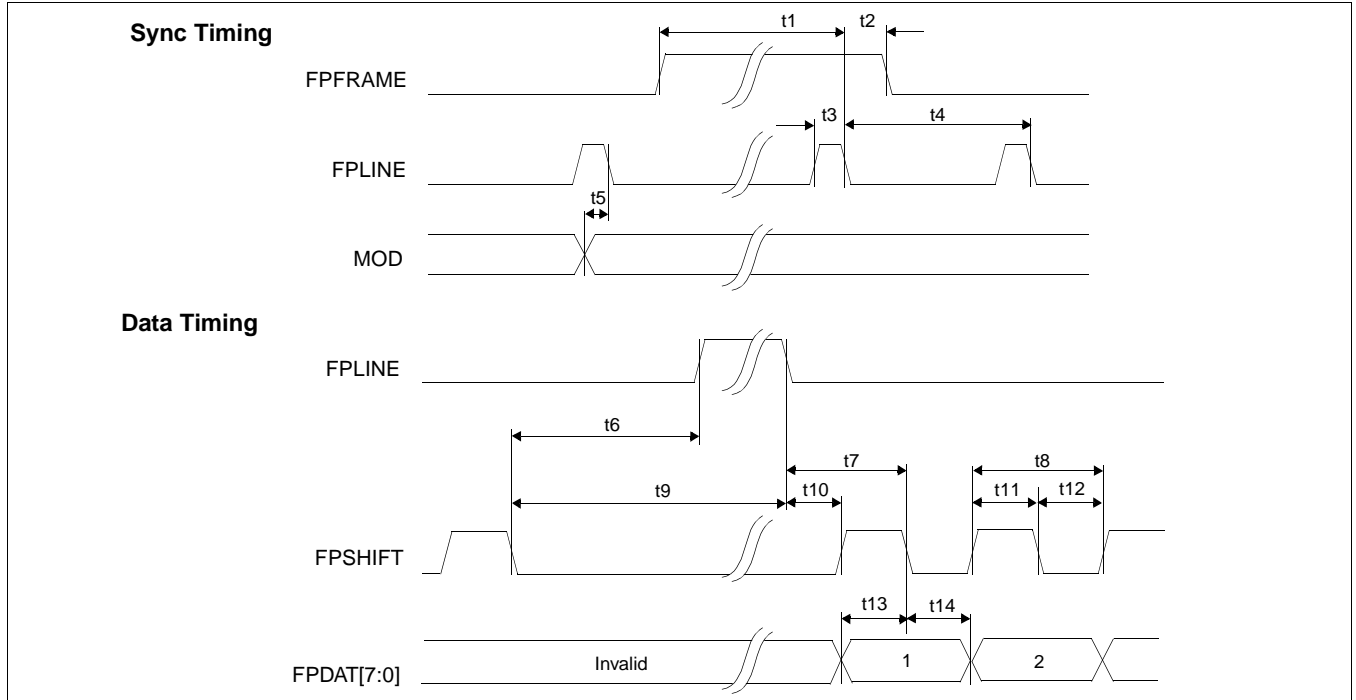 Sync Timing
t1 t2
FPFRAME
t3 t4
FPLINE
t5
MOD
Data Timing
FPLINE
t6
t7 t8
t9 t10 t11 t12
FPSHIFT
t13 t14
FPDAT[7:0] Invalid 1 2